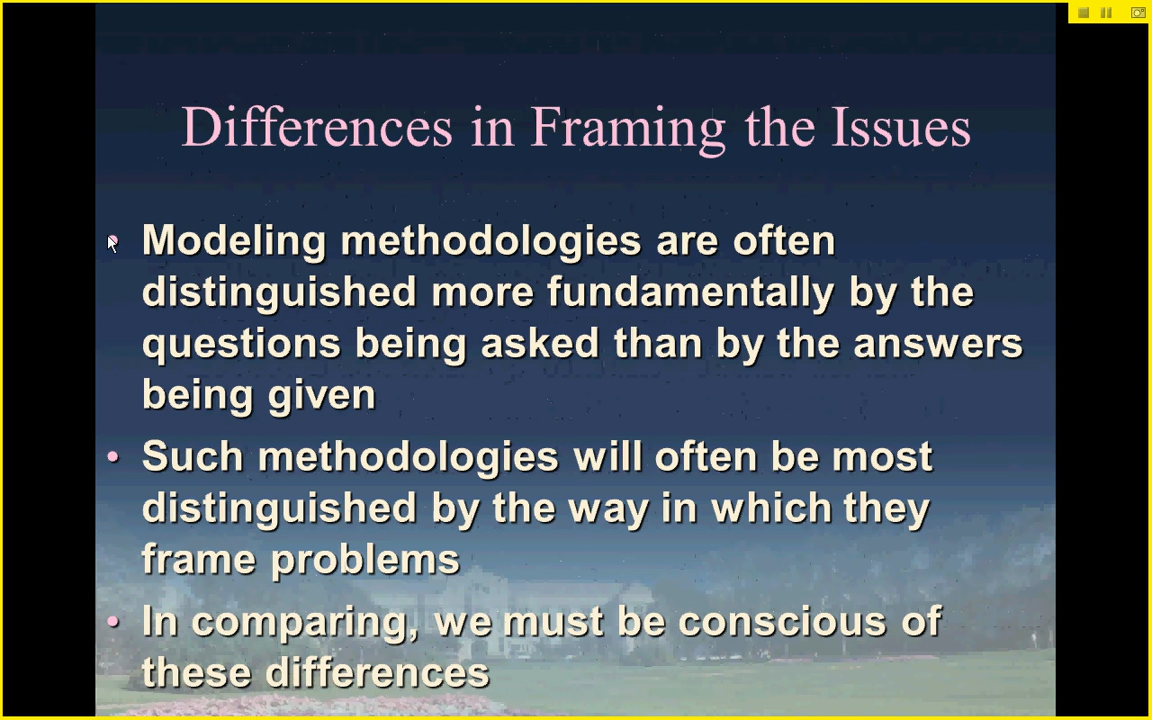 Differences in Framing the Issues
• Modeling methodologies are often
distinguished more fundamentally by the
questions being asked than by the answers
being given
• Such methodologies will often be most
distinguished by the way in which they
frame problems
• In comparing, we must be conscious of
these differences